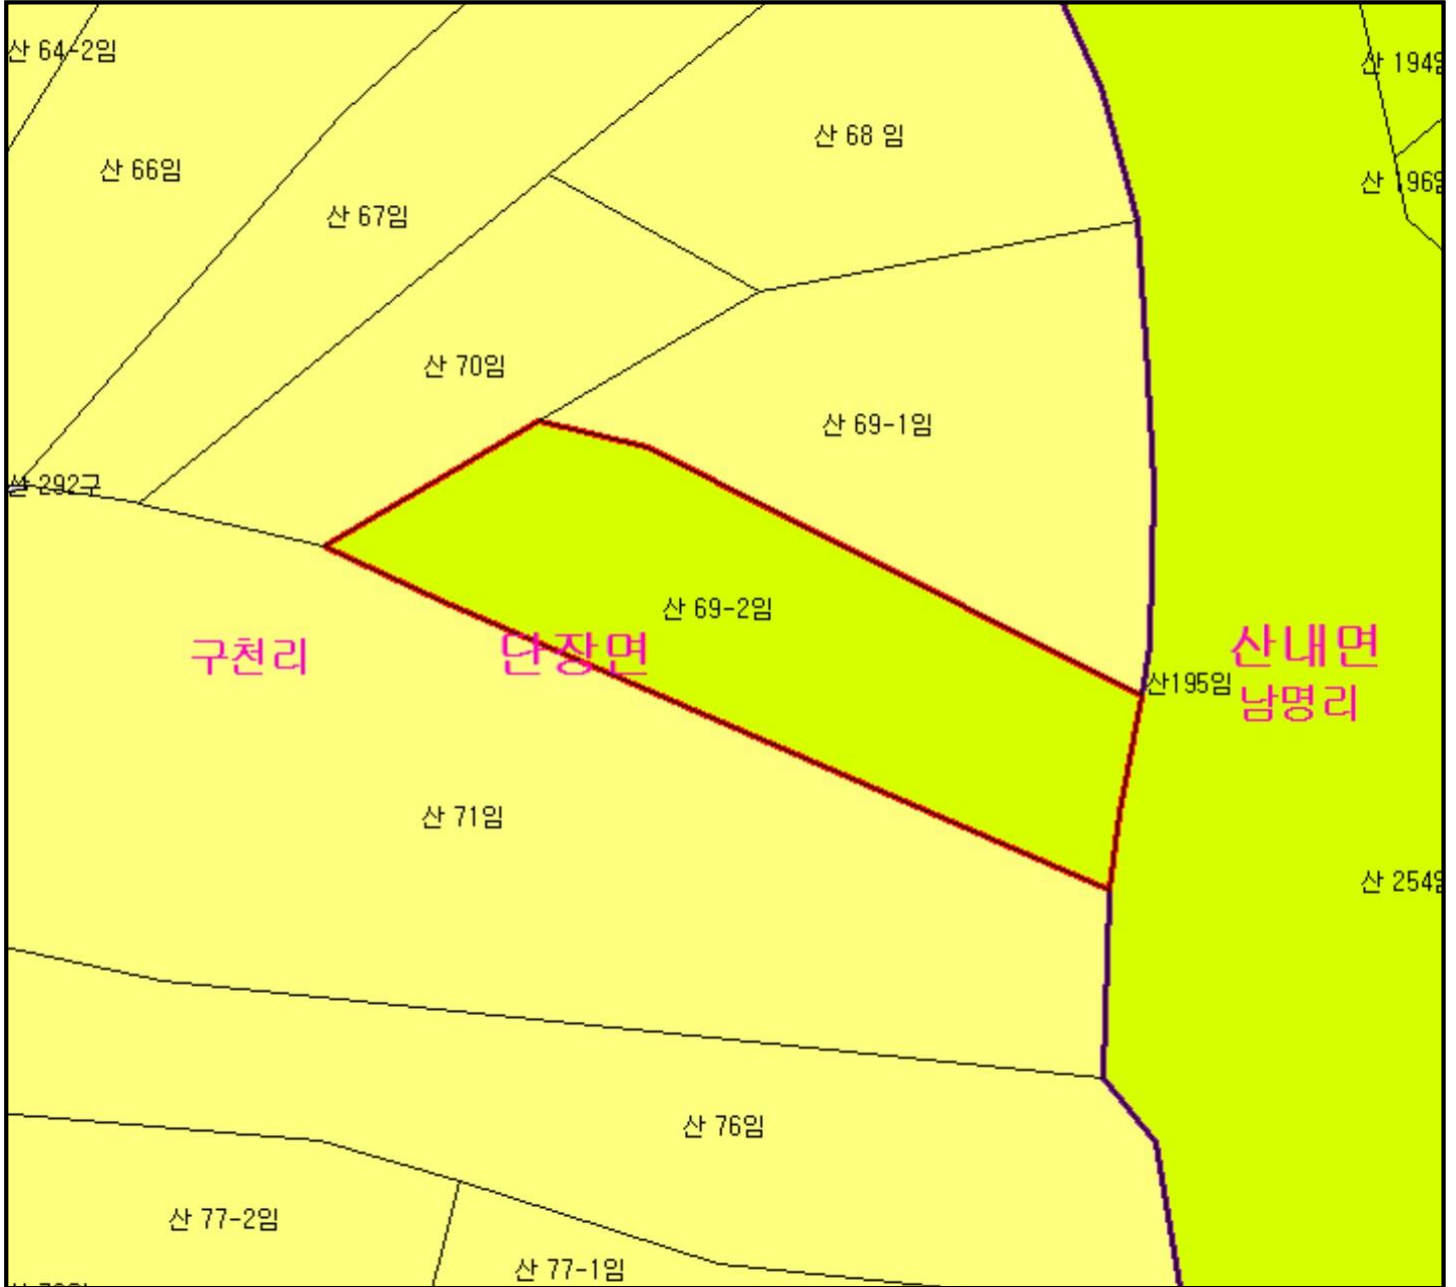 산 64-2임
산 194
산 68 임
산 66임
산 196
산 67임
산 70임
산 69-1임
산 292구
산 69-2임
구천리
단장면
산내면
산195임
남명리
산 71임
산 254
산 76임
산 77-2임
산 77-1임